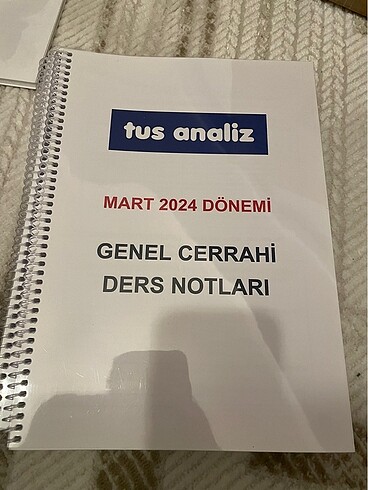 tus analiz
MART 2024 DÖNEMİ
GENEL CERRAHİ
DERS NOTLARI